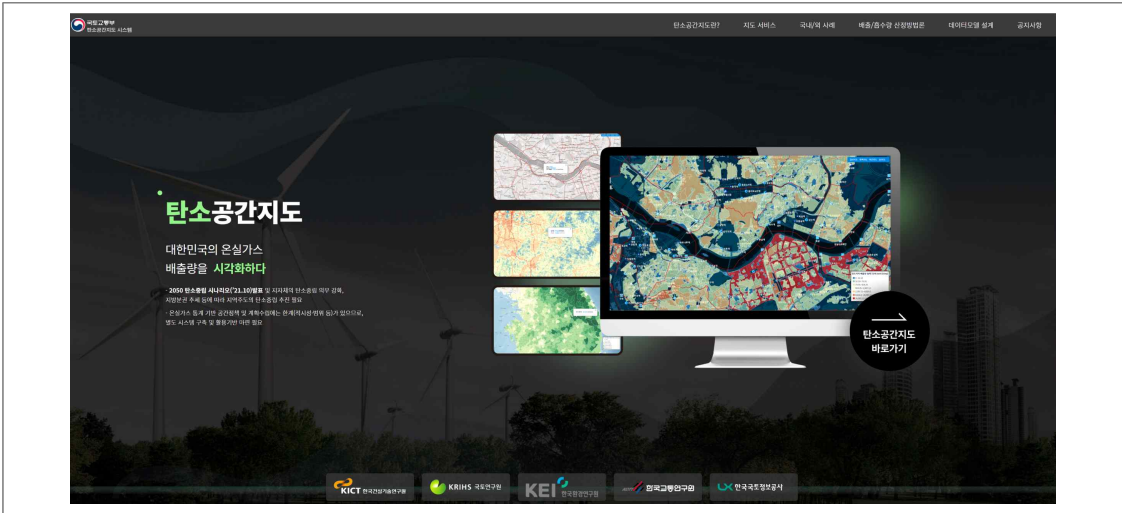 국토교통부
탄소공간지도 시스템
탄소공간지도란?
지도 서비스
국내/외 사례
배출/흡수량 산정방법론
데이터모델 설계
공지사항
탄소공간지도
대한민국의 온실가스
배출량을 시각화하다
· 2050 탄소중립 시나리오('21.10)발표 및 지자체의 탄소중립 의무 강화,
지방분권 추세 등에 따라 지역주도의 탄소중립 추진 필요
· 온실가스 통계 기반 공간정책 및 계획수립에는 한계(적시성·범위 등)가 있으므로,
별도 시스템 구축 및 활용기반 마련 필요
탄소공간지도
바로가기
KICT 한국건설기술연구원
KRIHS 국토연구원
KEI 한국환경연구원
한국교통연구원
LX 한국국토정보공사